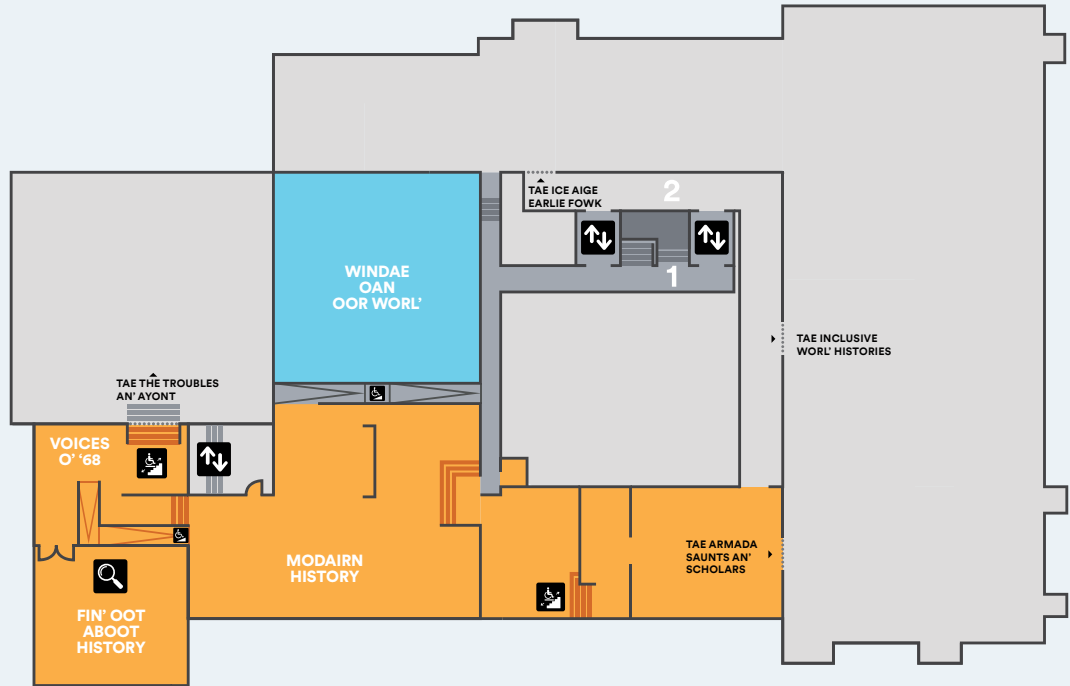 TAE ICE AIGE
EARLIE FOWK
2
1
WINDAE
OAN
OOR WORL'
TAE INCLUSIVE
WORL' HISTORIES
TAE THE TROUBLES
AN' AYONT
VOICES
O' ‘68
MODAIRN
HISTORY
TAE ARMADA
SAUNTS AN'
SCHOLARS
FIN' OOT
ABOOT
HISTORY